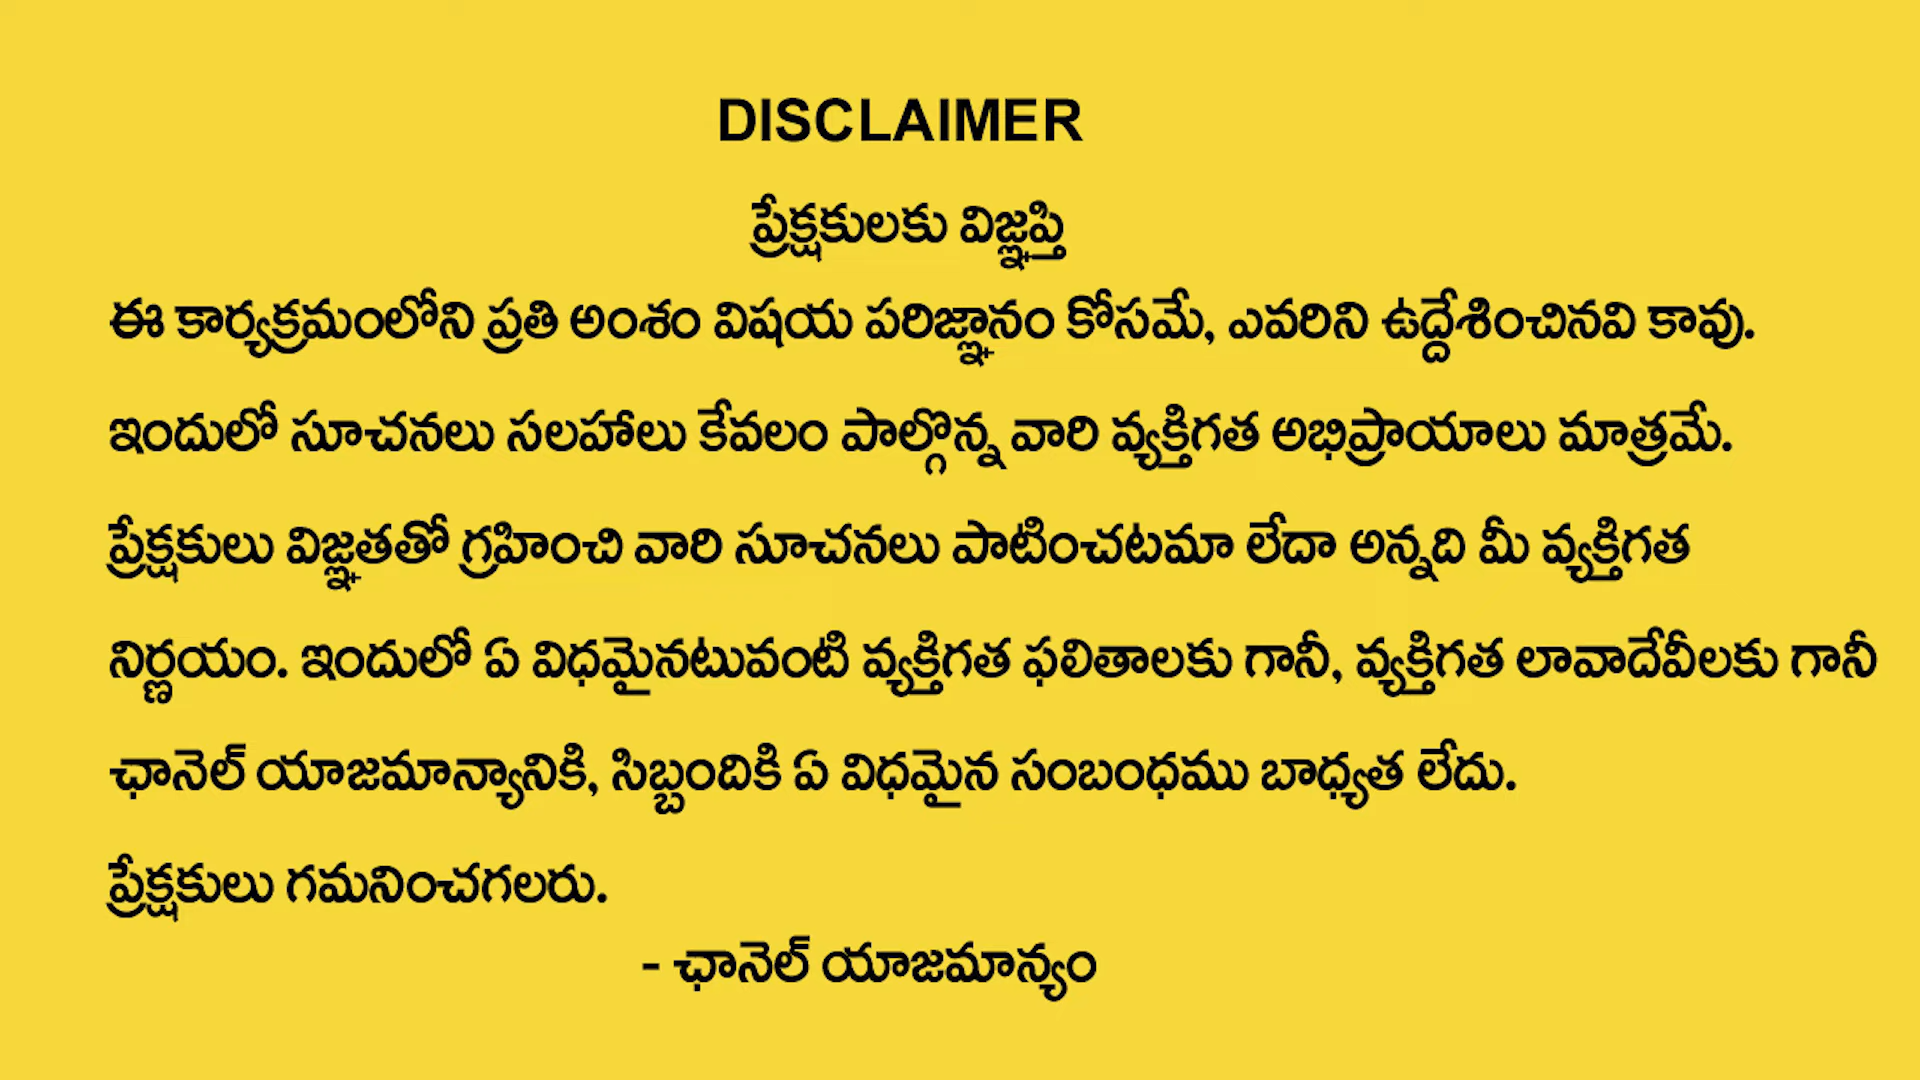 DISCLAIMER
ప్రేక్షకులకు విజ్ఞప్తి
ఈ కార్యక్రమంలోని ప్రతి అంశం విషయ పరిజ్ఞానం కోసమే, ఎవరిని ఉద్దేశించినవి కావు.
ఇందులో సూచనలు సలహాలు కేవలం పాల్గొన్న వారి వ్యక్తిగత అభిప్రాయాలు మాత్రమే.
ప్రేక్షకులు విజ్ఞతతో గ్రహించి వారి సూచనలు పాటించటమా లేదా అన్నది మీ వ్యక్తిగత
నిర్ణయం. ఇందులో ఏ విధమైనటువంటి వ్యక్తిగత ఫలితాలకు గానీ, వ్యక్తిగత లావాదేవీలకు గానీ
ఛానెల్ యాజమాన్యానికి, సిబ్బందికి ఏ విధమైన సంబంధము బాధ్యత లేదు.
ప్రేక్షకులు గమనించగలరు.
- ఛానెల్ యాజమాన్యం